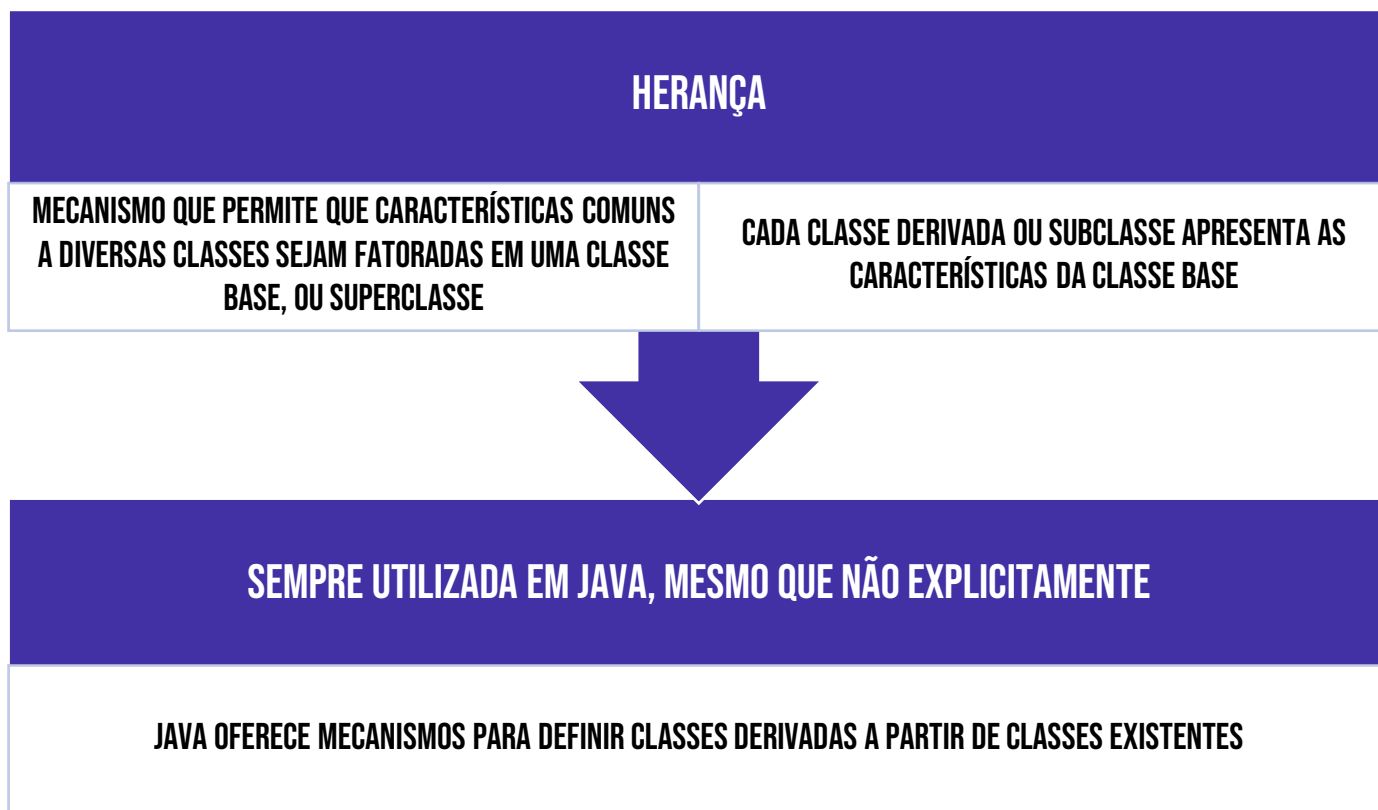 HERANÇA
MECANISMO QUE PERMITE QUE CARACTERÍSTICAS COMUNS
A DIVERSAS CLASSES SEJAM FATORADAS EM UMA CLASSE
BASE, OU SUPERCLASSE
CADA CLASSE DERIVADA OU SUBCLASSE APRESENTA AS
CARACTERÍSTICAS DA CLASSE BASE
SEMPRE UTILIZADA EM JAVA, MESMO QUE NÃO EXPLICITAMENTE
JAVA OFERECE MECANISMOS PARA DEFINIR CLASSES DERIVADAS A PARTIR DE CLASSES EXISTENTES